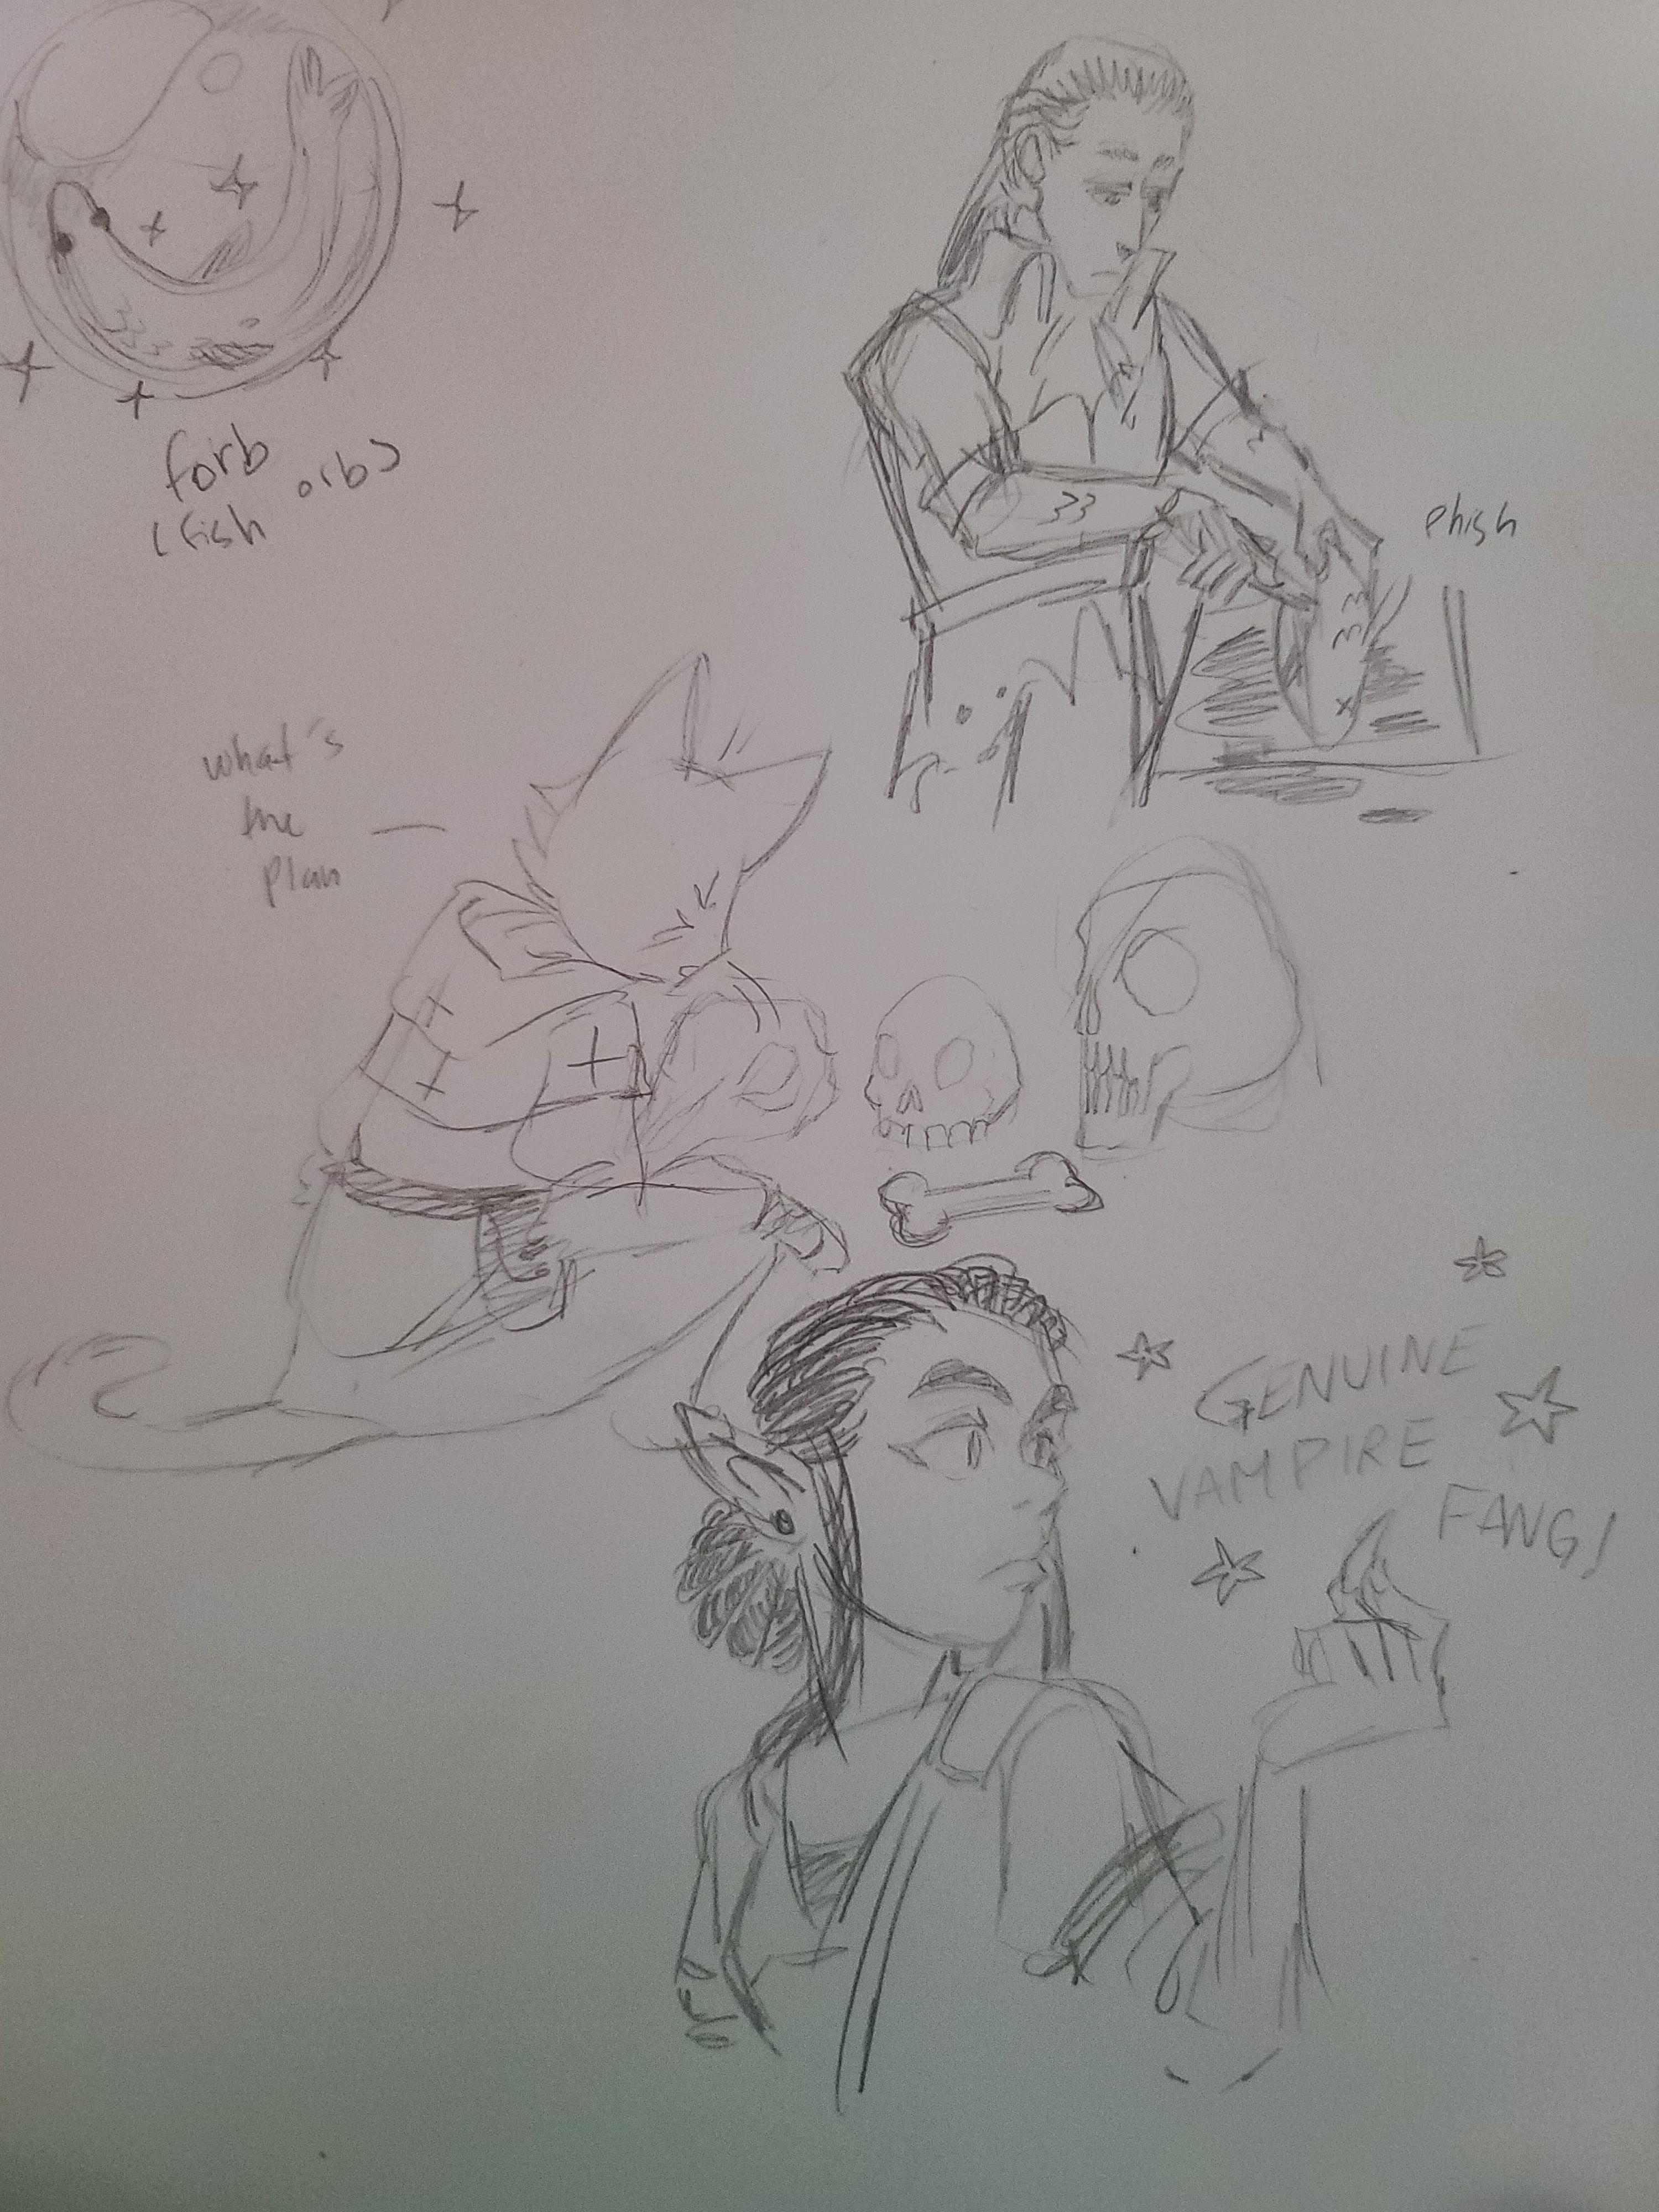 forb
(fish orb)
phish
what's
the
plan
GENUINE
VAMPIRE
FANG!